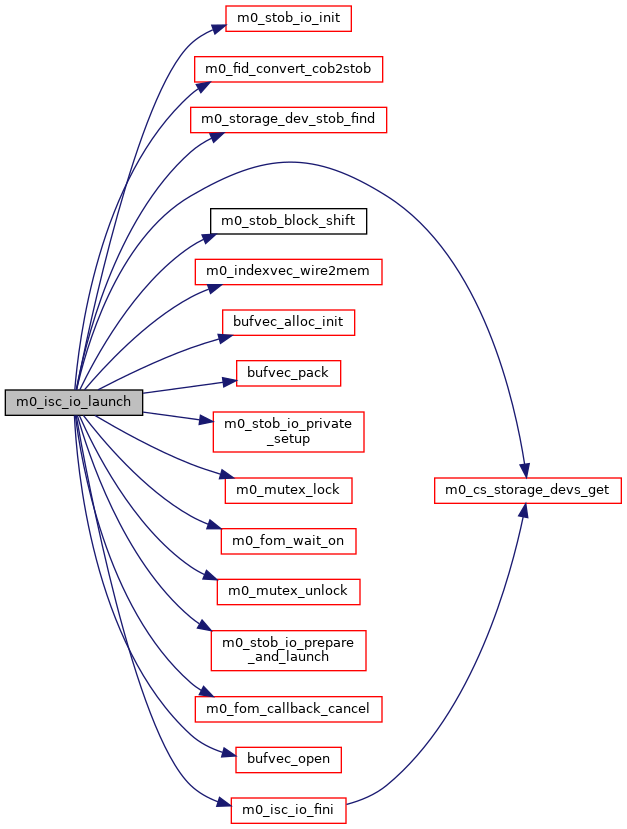 m0_stob_io_init
m0_fid_convert_cob2stob
m0_storage_dev_stob_find
m0_stob_block_shift
m0_indexvec_wire2mem
bufvec_alloc_init
bufvec_pack
m0_isc_io_launch
m0_stob_io_private
_setup
m0_mutex_lock
m0_cs_storage_devs_get
m0_fom_wait_on
m0_mutex_unlock
m0_stob_io_prepare
_and_launch
m0_fom_callback_cancel
bufvec_open
m0_isc_io_fini